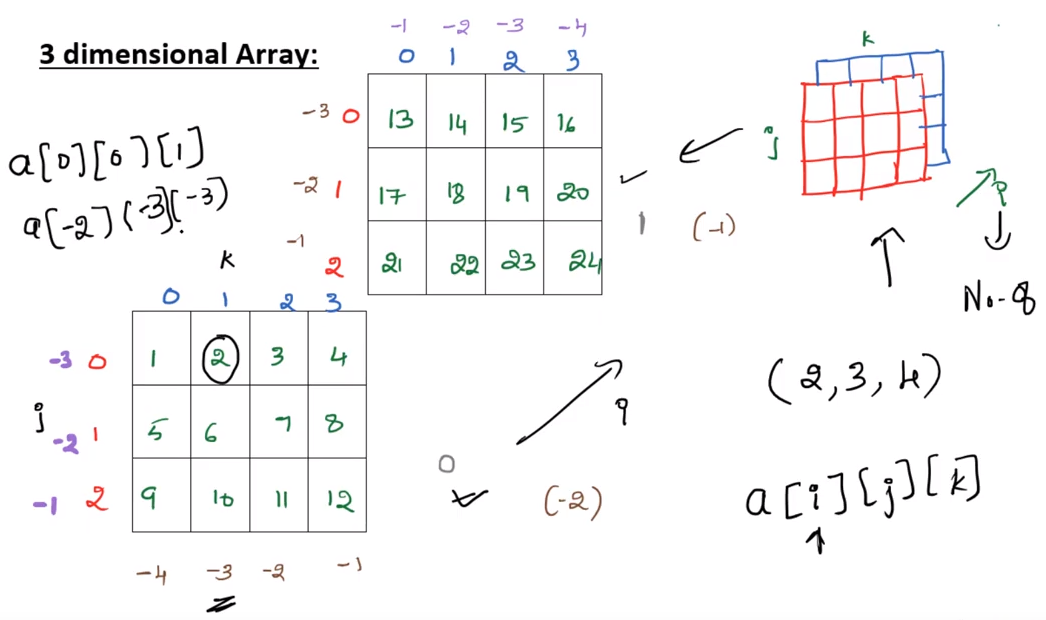 3 dimensional Array:
-1 -2 -3 -4
0 1 2 3
-3 0 13 14 15 16
-2 1 17 18 19 20
-1 2 21 22 23 24
1 (-1)
a[0][0][1]
a[-2](-3)(-3)
k
0 1 2 3
-3 0 1 2 3 4
j -2 1 5 6 7 8
-1 2 9 10 11 12
-4 -3 -2 -1
0
(-2)
k
j
No-8
(2,3,4)
a[i][j][k]